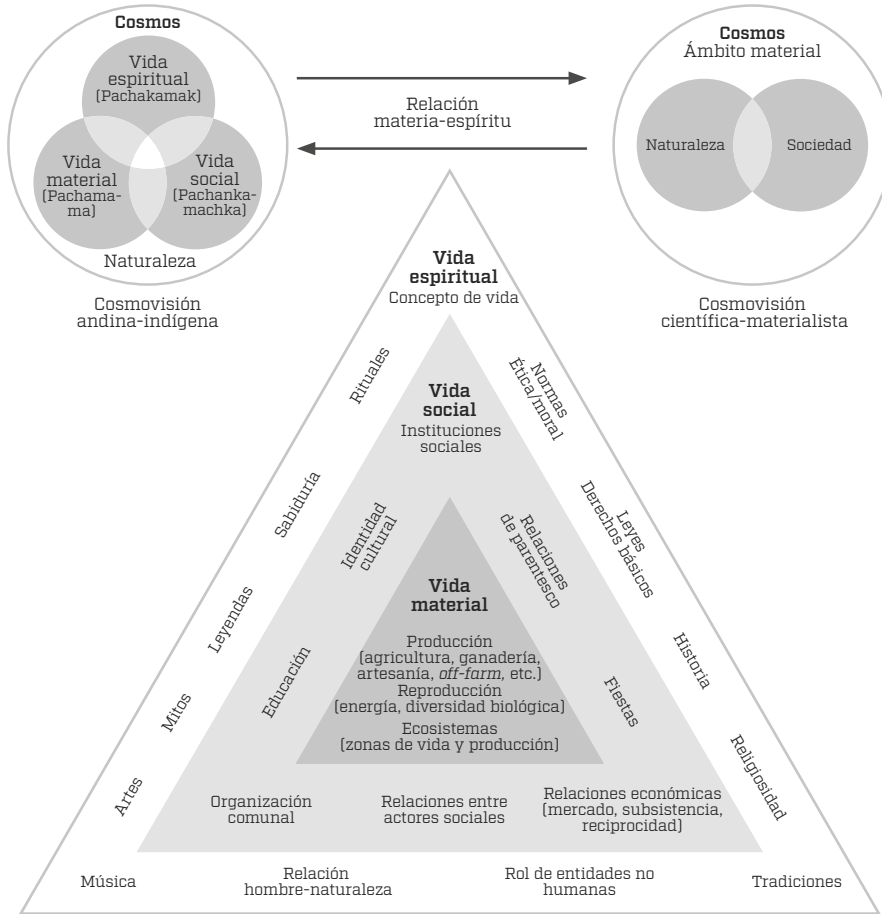 Cosmos
Vida
espiritual
(Pachakamak)
Vida
material
(Pachama-
ma)
Vida
social
(Pachanka-
machka)
Naturaleza
Cosmovisión
andina-indígena
Relación
materia-espíritu
Cosmos
Ámbito material
Naturaleza
Sociedad
Cosmovisión
científica-materialista
Vida
espiritual
Concepto de vida
Rituales
Sabiduría
Leyendas
Mitos
Artes
Música
Normas
Ética/moral
Leyes
Derechos básicos
Historia
Religiosidad
Tradiciones
Relación
hombre-naturaleza
Rol de entidades no
humanas
Vida
social
Instituciones
sociales
Identidad
cultural
Educación
Relaciones
de parentesco
Fiestas
Organización
comunal
Relaciones entre
actores sociales
Relaciones económicas
(mercado, subsistencia,
reciprocidad)
Vida
material
Producción
(agricultura, ganadería,
artesanía, off-farm, etc.)
Reproducción
(energía, diversidad biológica)
Ecosistemas
(zonas de vida y producción)